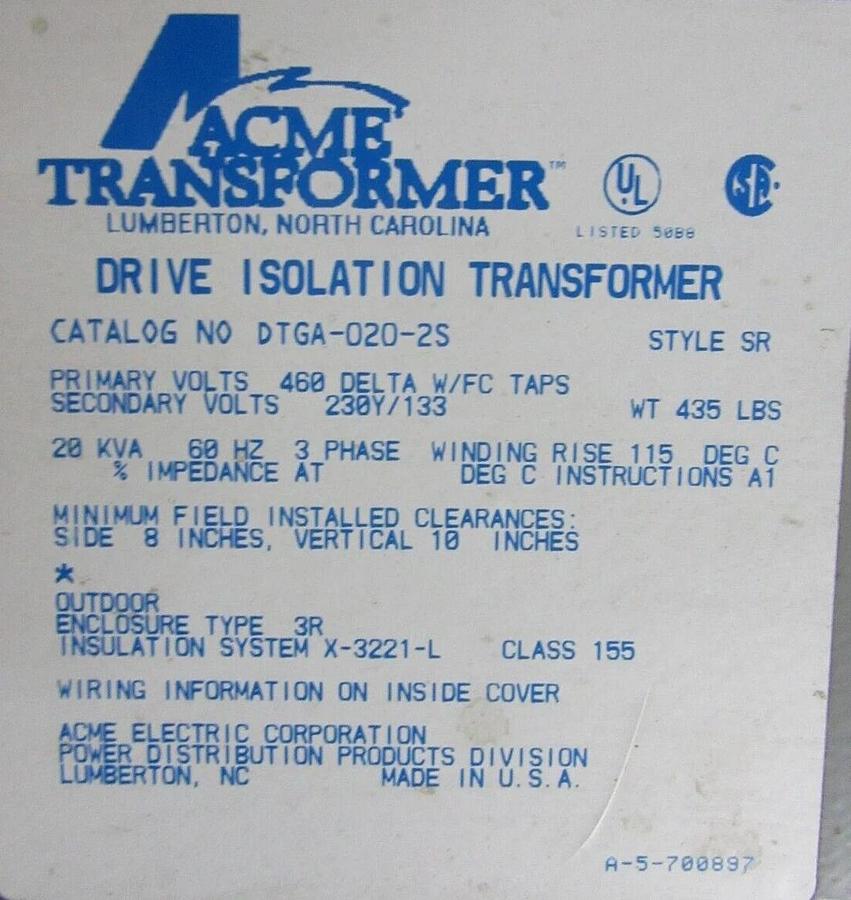 ACME
TRANSFORMER™
LUMBERTON, NORTH CAROLINA
UL
LISTED 50B8
SA
DRIVE ISOLATION TRANSFORMER
CATALOG NO DTGA-020-2S STYLE SR
PRIMARY VOLTS 460 DELTA W/FC TAPS
SECONDARY VOLTS 230Y/133 WT 435 LBS
20 KVA 60 HZ 3 PHASE WINDING RISE 115 DEG C
% IMPEDANCE AT DEG C INSTRUCTIONS A1
MINIMUM FIELD INSTALLED CLEARANCES:
SIDE 8 INCHES, VERTICAL 10 INCHES
*
OUTDOOR
ENCLOSURE TYPE 3R
INSULATION SYSTEM X-3221-L CLASS 155
WIRING INFORMATION ON INSIDE COVER
ACME ELECTRIC CORPORATION
POWER DISTRIBUTION PRODUCTS DIVISION
LUMBERTON, NC MADE IN U.S.A.
A-5-700897